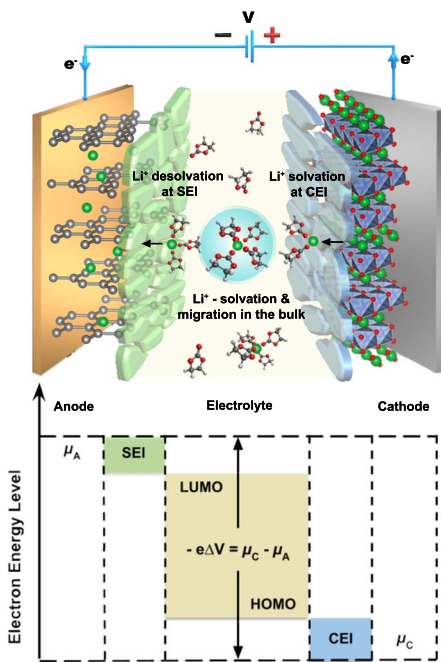 V
− +
e⁻ e⁻
Li⁺ desolvation
at SEI
Li⁺ solvation
at CEI
Li⁺ - solvation &
migration in the bulk
Anode Electrolyte Cathode
Electron Energy Level
μA
SEI
LUMO
- eΔV = μC - μA
HOMO
CEI
μC